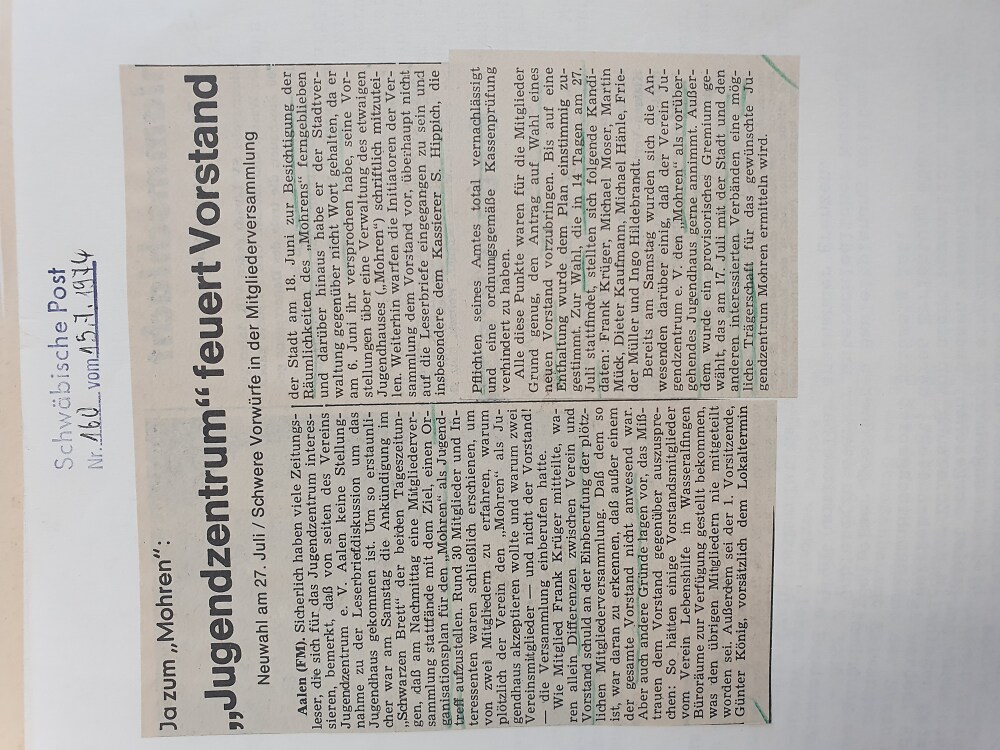 Schwäbische Post
Nr. 160 vom 15.7.1974
Ja zum „Mohren“:
„Jugendzentrum“ feuert Vorstand
Neuwahl am 27. Juli / Schwere Vorwürfe in der Mitgliederversammlung
Aalen (FM). Sicherlich haben viele Zeitungs-
leser, die sich für das Jugendzentrum interes-
sieren, bemerkt, daß von seiten des Vereins
Jugendzentrum e. V. Aalen keine Stellung-
nahme zu der Leserbriefdiskussion um das
Jugendhaus gekommen ist. Um so erstaunli-
cher war am Samstag die Ankündigung im
„Schwarzen Brett“ der beiden Tageszeitun-
gen, daß am Nachmittag eine Mitgliederver-
sammlung stattfände mit dem Ziel, einen Or-
ganisationsplan für den „Mohren“ als Jugend
treff aufzustellen. Rund 30 Mitglieder und In-
teressenten waren schließlich erschienen, um
von zwei Mitgliedern zu erfahren, warum
plötzlich der Verein den „Mohren“ als Ju-
gendhaus akzeptieren wollte und warum zwei
Vereinsmitglieder — und nicht der Vorstand!
— die Versammlung einberufen hatte.
Wie Mitglied Frank Krüger mitteilte, wa-
ren allein Differenzen zwischen Verein und
Vorstand schuld an der Einberufung der plötz-
lichen Mitgliederversammlung. Daß dem so
ist, war daran zu erkennen, daß außer einem
der gesamte Vorstand nicht anwesend war.
Aber auch andere Gründe lagen vor, das Miß-
trauen dem Vorstand gegenüber auszuspre-
chen: So hätten einige Vorstandsmitglieder
vom Verein Lebenshilfe in Wasseralfingen
Büroräume zur Verfügung gestellt bekommen,
was den übrigen Mitgliedern nie mitgeteilt
worden sei. Außerdem sei der 1. Vorsitzende,
Günter König, vorsätzlich dem Lokaltermin
der Stadt am 18. Juni zur Besichtigung der
Räumlichkeiten des „Mohrens“ ferngeblieben
und darüber hinaus habe er der Stadtver-
waltung gegenüber nicht Wort gehalten, da er
am 6. Juni ihr versprochen habe, seine Vor-
stellungen über eine Verwaltung des etwaigen
Jugendhauses („Mohren“) schriftlich mitzutei-
len. Weiterhin warfen die Initiatoren der Ver-
sammlung dem Vorstand vor, überhaupt nicht
auf die Leserbriefe eingegangen zu sein und
insbesondere dem Kassierer S. Hippich, die
Pflichten seines Amtes total vernachlässigt
und eine ordnungsgemäße Kassenprüfung
verhindert zu haben.
Alle diese Punkte waren für die Mitglieder
Grund genug, den Antrag auf Wahl eines
neuen Vorstand vorzubringen. Bis auf eine
Enthaltung wurde dem Plan einstimmig zu-
gestimmt. Zur Wahl, die in 14 Tagen am 27.
Juli stattfindet, stellten sich folgende Kandi-
daten: Frank Krüger, Michael Moser, Martin
Mück, Dieter Kaufmann, Michael Hänle, Frie-
der Müller und Ingo Hildebrandt.
Bereits am Samstag wurden sich die An-
wesenden darüber einig, daß der Verein Ju-
gendzentrum e. V. den „Mohren“ als vorüber-
gehendes Jugendhaus gerne annimmt. Außer-
dem wurde ein provisorisches Gremium ge-
wählt, das am 17. Juli mit der Stadt und den
anderen interessierten Verbänden eine mög-
liche Trägerschaft für das gewünschte Ju-
gendzentrum Mohren ermitteln wird.